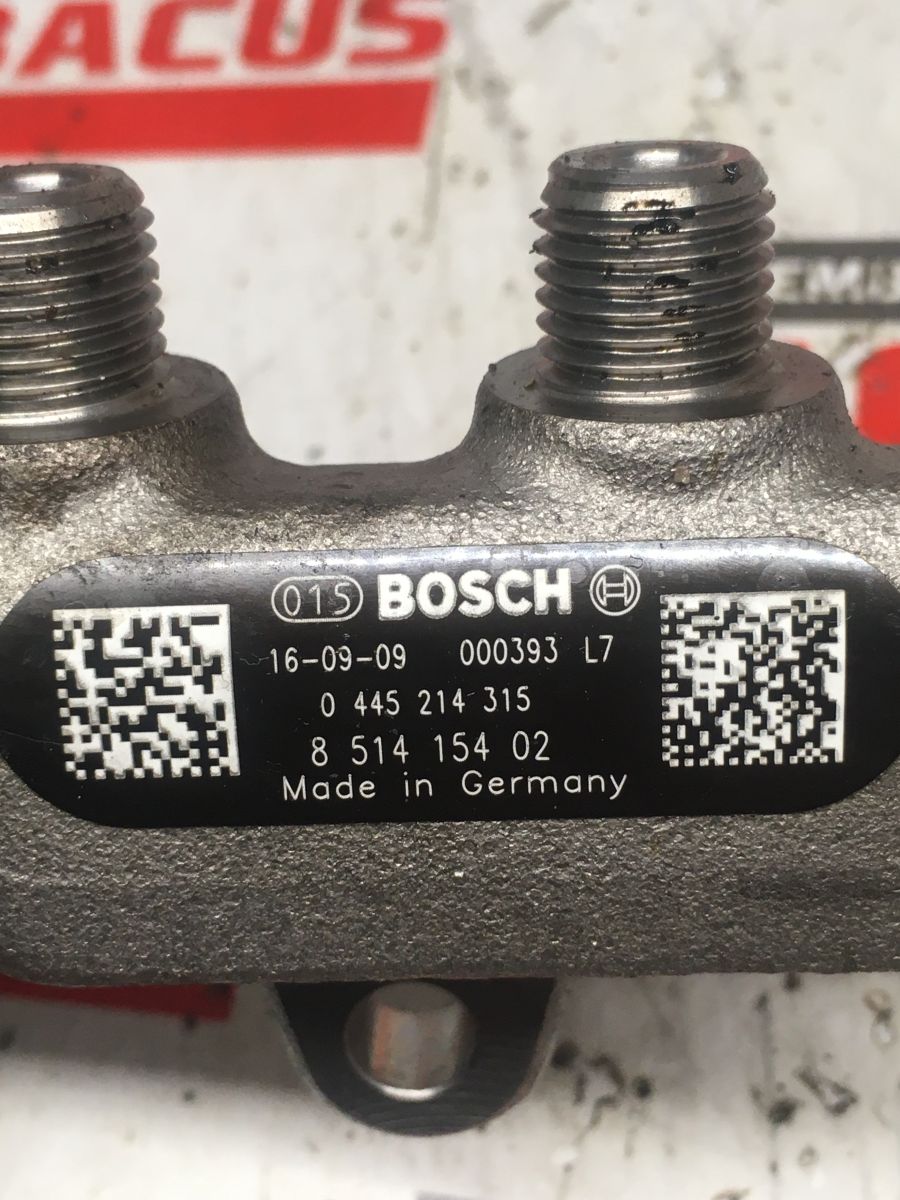 BACUS
EMIS
015 BOSCH
16-09-09 000393 L7
0 445 214 315
8 514 154 02
Made in Germany